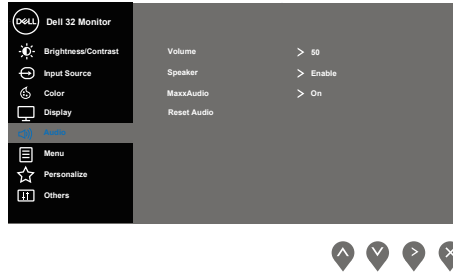 DELL Dell 32 Monitor
Brightness/Contrast
Input Source
Color
Display
Audio
Menu
Personalize
Others
Volume > 50
Speaker > Enable
MaxxAudio > On
Reset Audio